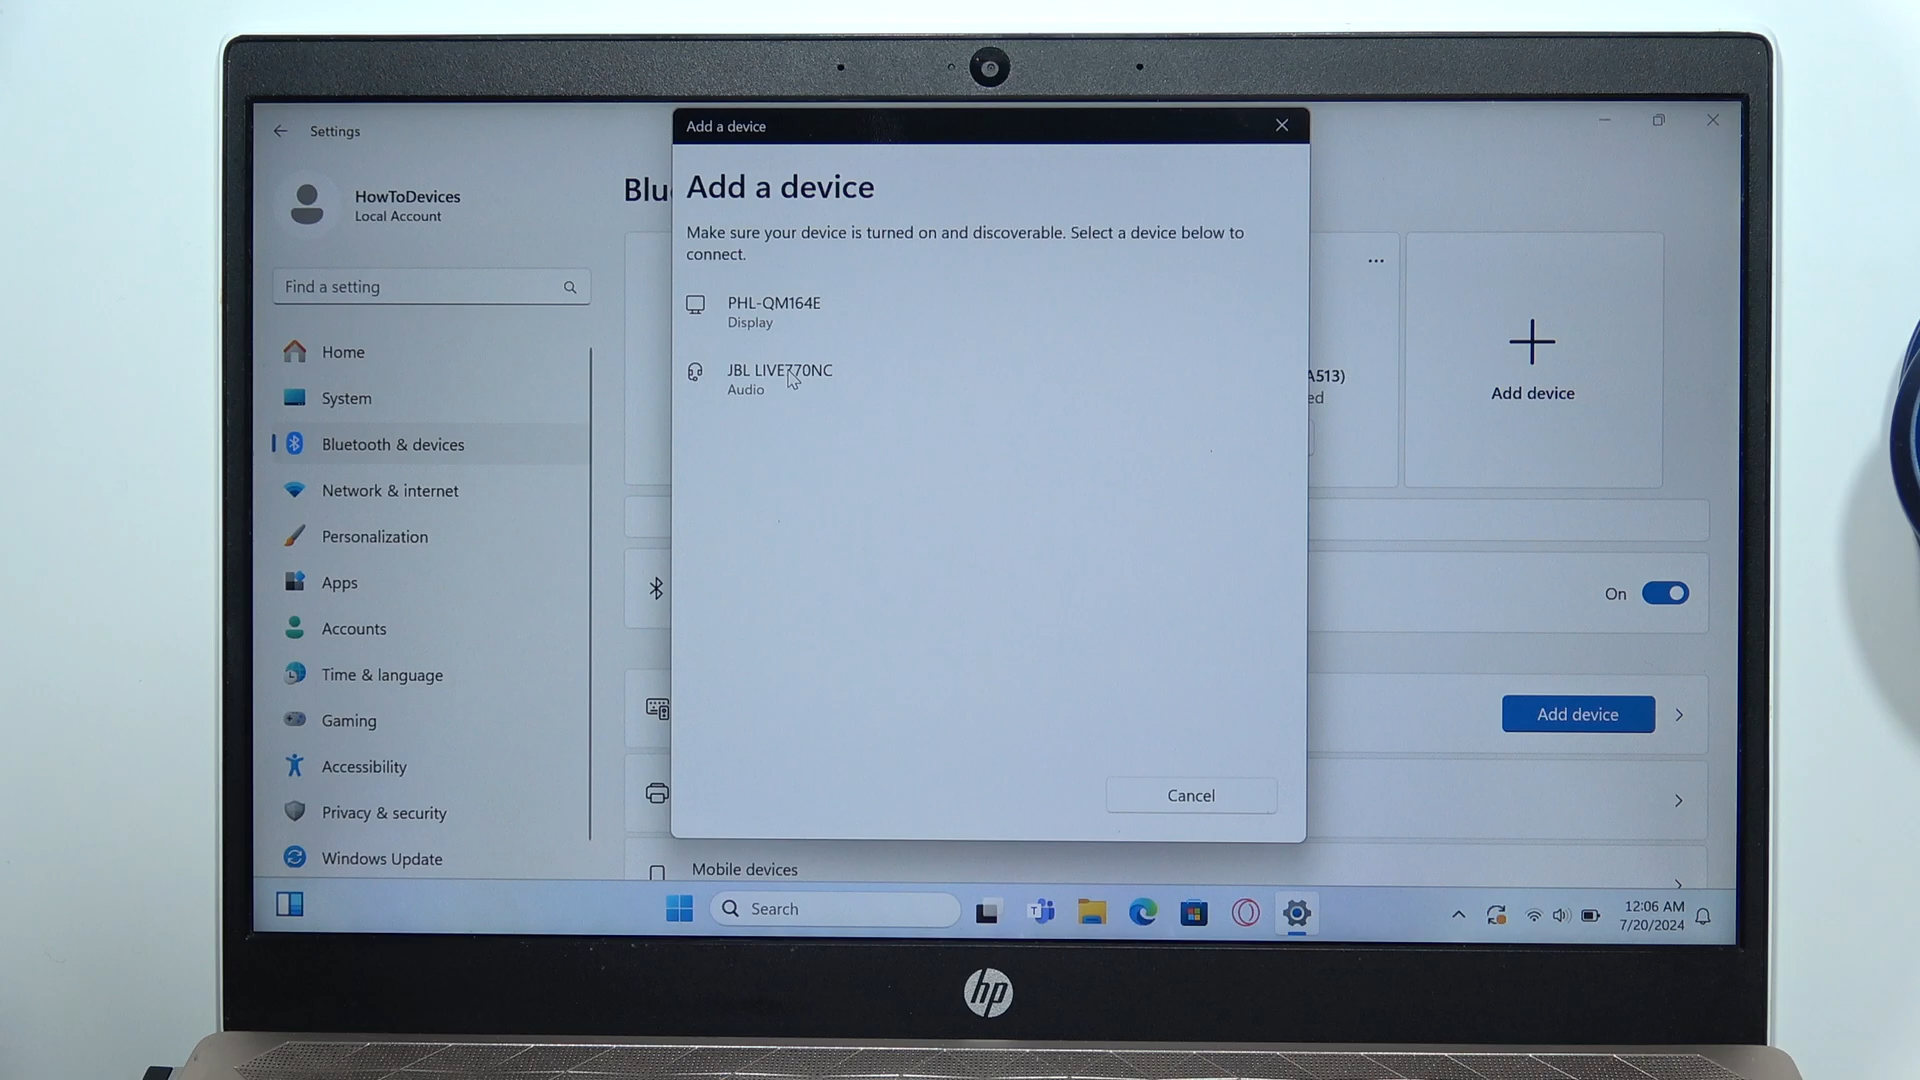 Settings
HowToDevices
Local Account
Find a setting
Home
System
Bluetooth & devices
Network & internet
Personalization
Apps
Accounts
Time & language
Gaming
Accessibility
Privacy & security
Windows Update
Blu
Add a device
Add a device
Make sure your device is turned on and discoverable. Select a device below to
connect.
PHL-QM164E
Display
JBL LIVE770NC
Audio
Cancel
A513)
ed
Add device
On
Add device
Mobile devices
Search
12:06 AM
7/20/2024
hp